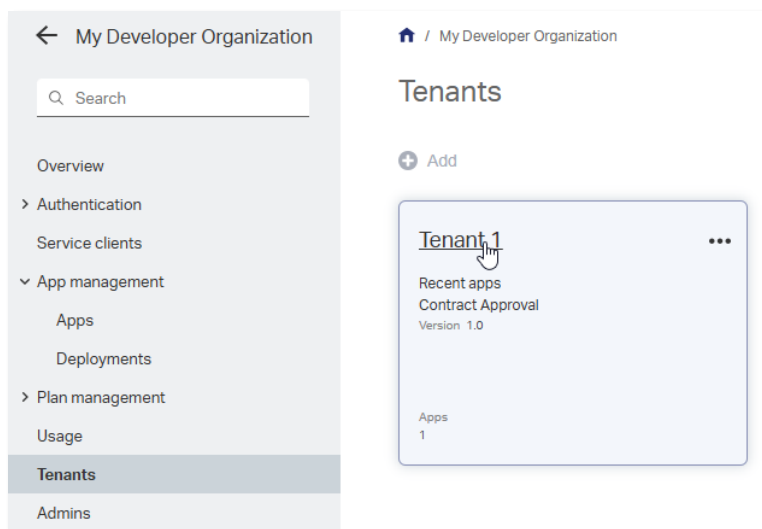 My Developer Organization
Search
Overview
Authentication
Service clients
App management
Apps
Deployments
Plan management
Usage
Tenants
Admins
/ My Developer Organization
Tenants
Add
Tenant 1
Recent apps
Contract Approval
Version 1.0
Apps
1